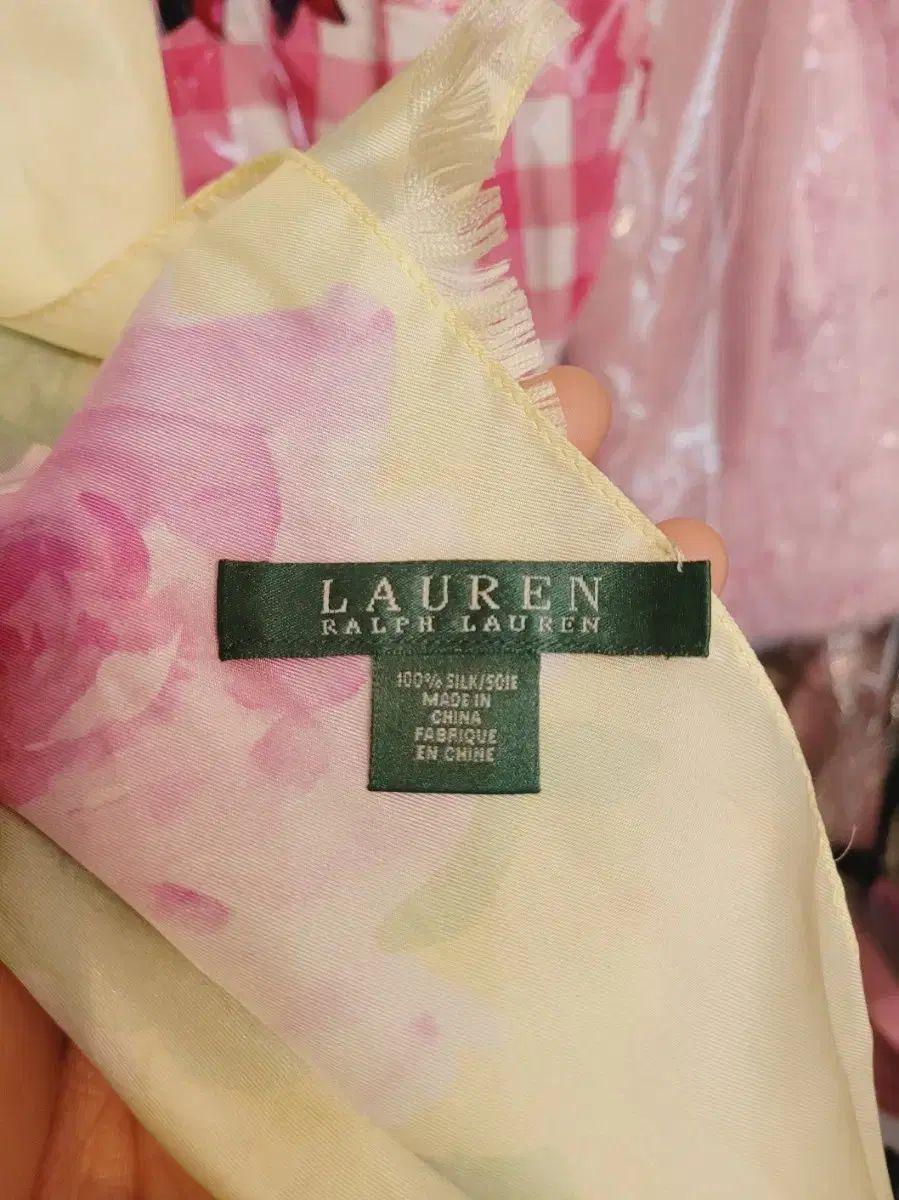 LAUREN
RALPH LAUREN
100% SILK/SOIE
MADE IN
CHINA
FABRIQUE
EN CHINE